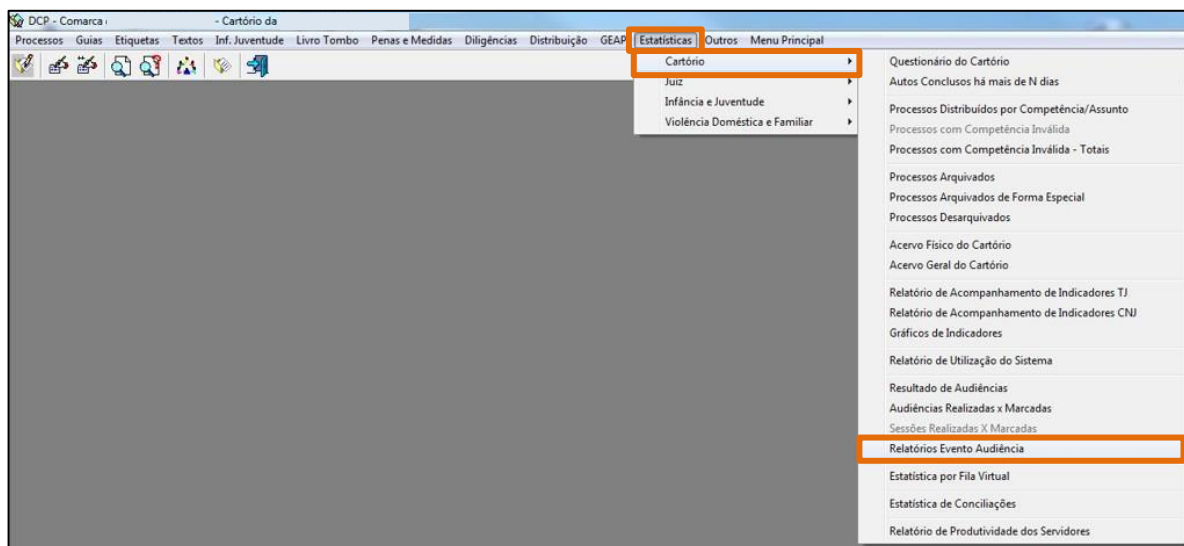 DCP - Comarca - Cartório da
Processos Guias Etiquetas Textos Inf. Juventude Livro Tombo Penas e Medidas Diligências Distribuição GEAP Estatísticas Outros Menu Principal
Cartório
Juiz
Infância e Juventude
Violência Doméstica e Familiar
Questionário do Cartório
Autos Conclusos há mais de N dias
Processos Distribuídos por Competência/Assunto
Processos com Competência Inválida
Processos com Competência Inválida - Totais
Processos Arquivados
Processos Arquivados de Forma Especial
Processos Desarquivados
Acervo Físico do Cartório
Acervo Geral do Cartório
Relatório de Acompanhamento de Indicadores TJ
Relatório de Acompanhamento de Indicadores CNJ
Gráficos de Indicadores
Relatório de Utilização do Sistema
Resultado de Audiências
Audiências Realizadas x Marcadas
Sessões Realizadas X Marcadas
Relatórios Evento Audiência
Estatística por Fila Virtual
Estatística de Conciliações
Relatório de Produtividade dos Servidores